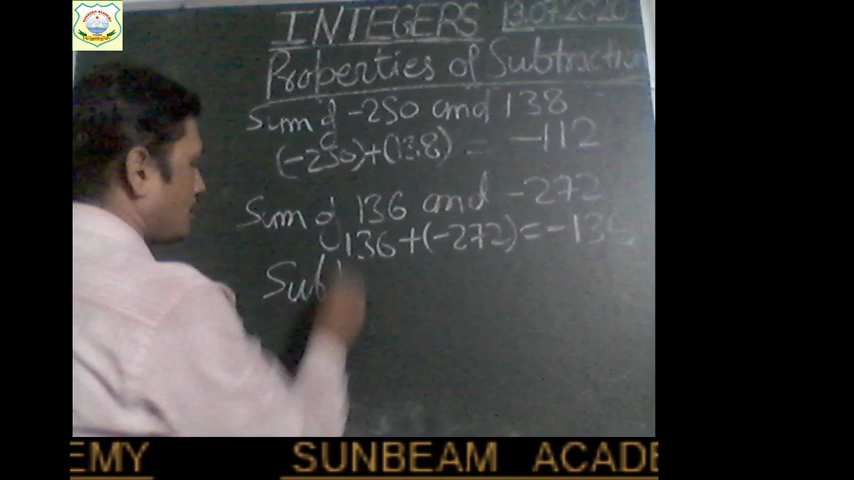 INTEGERS 13.07.2020
Properties of Subtraction
Sum of -250 and 138
(-250)+(138) = -112
Sum of 136 and -272
136+(-272)=-136
Subt
EMY SUNBEAM ACADE